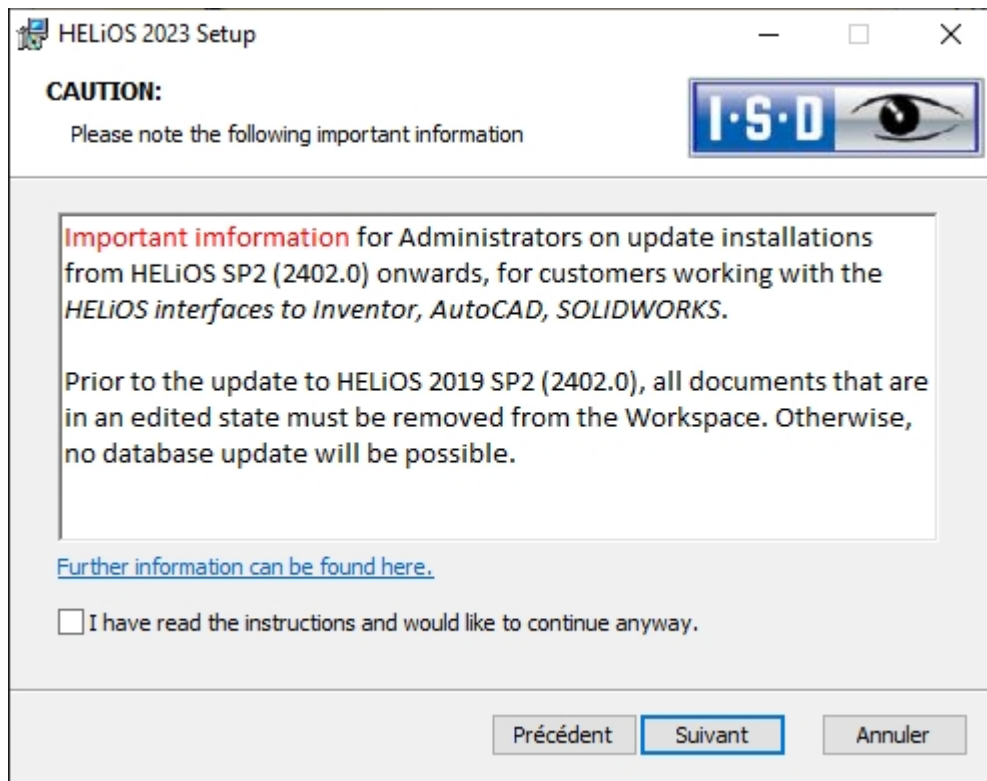 HELiOS 2023 Setup
CAUTION:
Please note the following important information
I·S·D
Important imformation for Administrators on update installations
from HELiOS SP2 (2402.0) onwards, for customers working with the
HELiOS interfaces to Inventor, AutoCAD, SOLIDWORKS.
Prior to the update to HELiOS 2019 SP2 (2402.0), all documents that are
in an edited state must be removed from the Workspace. Otherwise,
no database update will be possible.
Further information can be found here.
I have read the instructions and would like to continue anyway.
Précédent
Suivant
Annuler